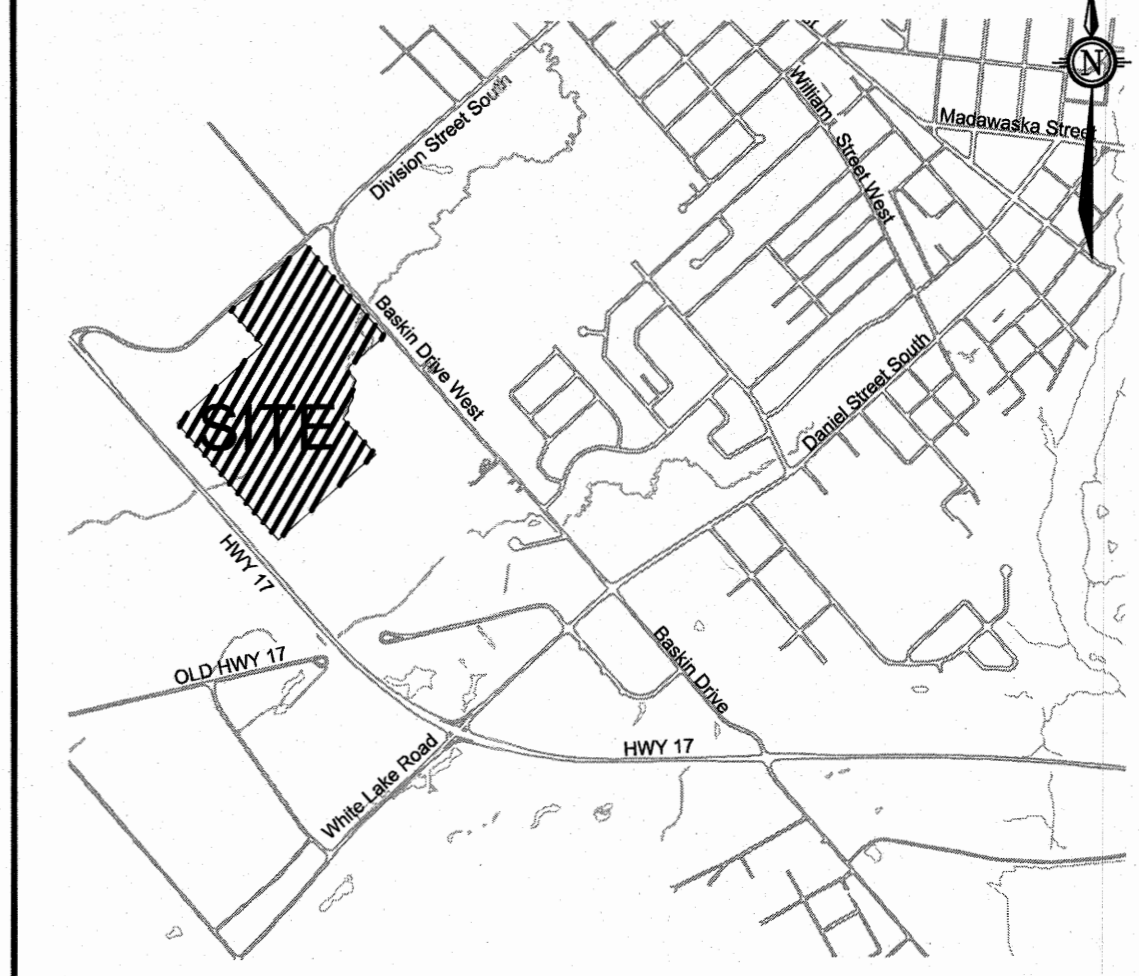 N
William Street West
Madawaska Street
Division Street South
Baskin Drive West
Daniel Street South
SITE
HWY 17
OLD HWY 17
Baskin Drive
HWY 17
White Lake Road